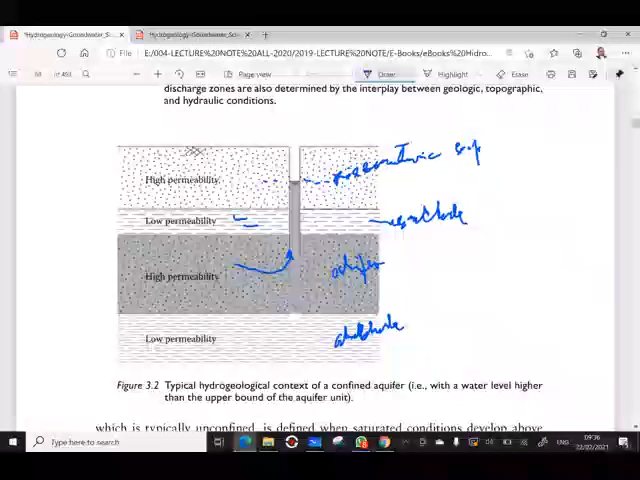 *Hydrogeology-Groundwater_Sc
Hydrogeology-Groundwater_Sc
File
E:/004-LECTURE%20NOTE%20ALL-2020/2019-LECTURE%20NOTE/E-Books/eBooks%20Hidro
of 493
Page view
Draw
Highlight
Erase
discharge zones are also determined by the interplay between geologic, topographic,
and hydraulic conditions.
High permeability
Low permeability
High permeability
Low permeability
Figure 3.2 Typical hydrogeological context of a confined aquifer (i.e., with a water level higher
than the upper bound of the aquifer unit).
which is typically unconfined, is defined when saturated conditions develop above
Type here to search
ENG
09:36
22/02/2021